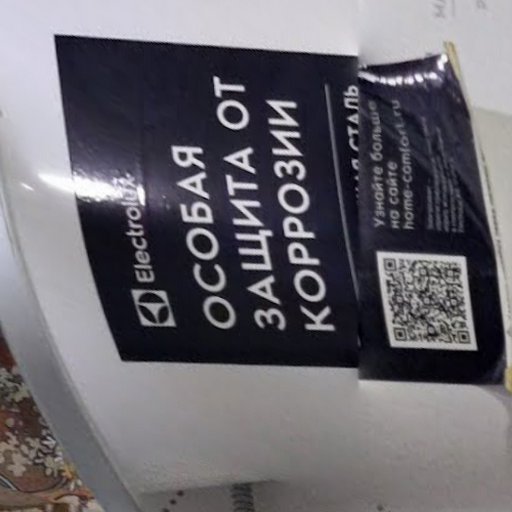 Electrolux
ОСОБАЯ
ЗАЩИТА ОТ
КОРРОЗИИ
СТАЛЬ
Узнайте больше
на сайте
home-comfort.ru